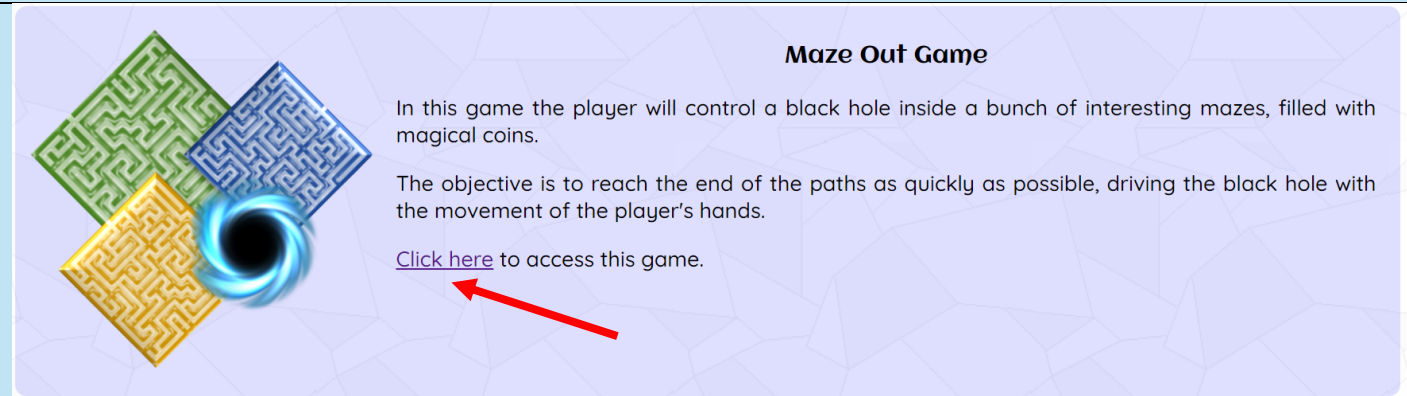 Maze Out Game
In this game the player will control a black hole inside a bunch of interesting mazes, filled with
magical coins.
The objective is to reach the end of the paths as quickly as possible, driving the black hole with
the movement of the player's hands.
Click here to access this game.